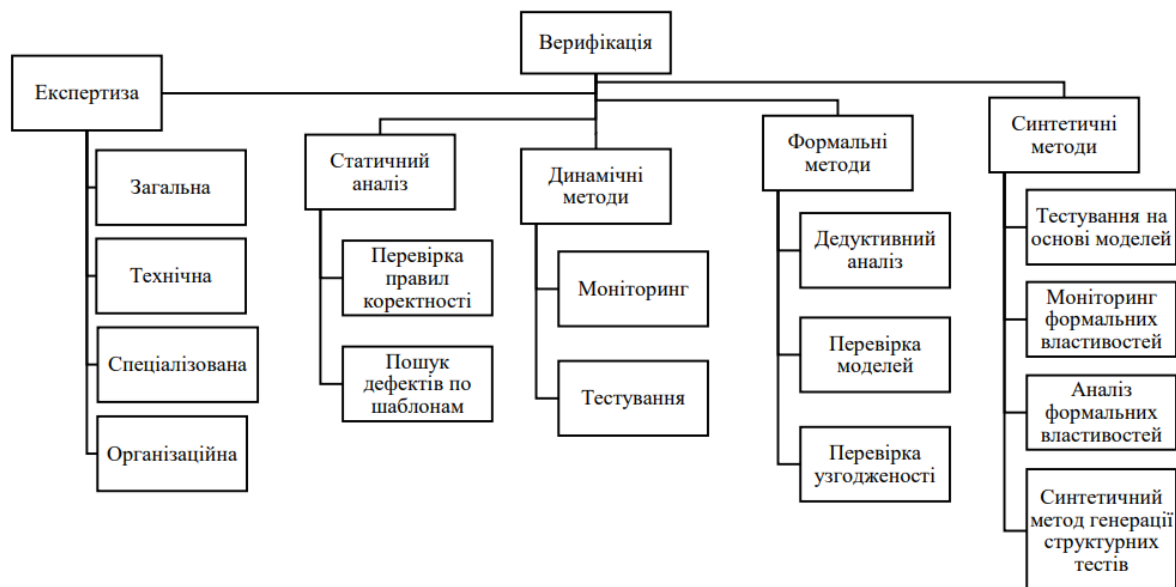 Верифікація
Експертиза
Загальна
Технічна
Спеціалізована
Організаційна
Статичний
аналіз
Перевірка
правил
коректності
Пошук
дефектів по
шаблонам
Динамічні
методи
Моніторинг
Тестування
Формальні
методи
Дедуктивний
аналіз
Перевірка
моделей
Перевірка
узгодженості
Синтетичні
методи
Тестування на
основі моделей
Моніторинг
формальних
властивостей
Аналіз
формальних
властивостей
Синтетичний
метод генерації
структурних
тестів